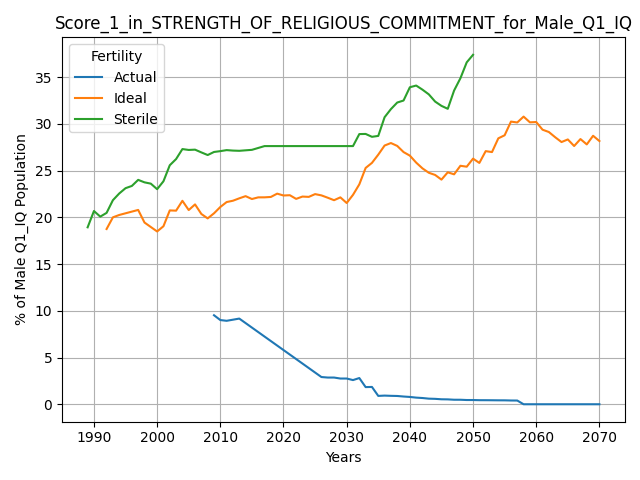 Score_1_in_STRENGTH_OF_RELIGIOUS_COMMITMENT_for_Male_Q1_IQ
Fertility
Actual
Ideal
Sterile
% of Male Q1_IQ Population
35
30
25
20
15
10
5
0
1990 2000 2010 2020 2030 2040 2050 2060 2070
Years